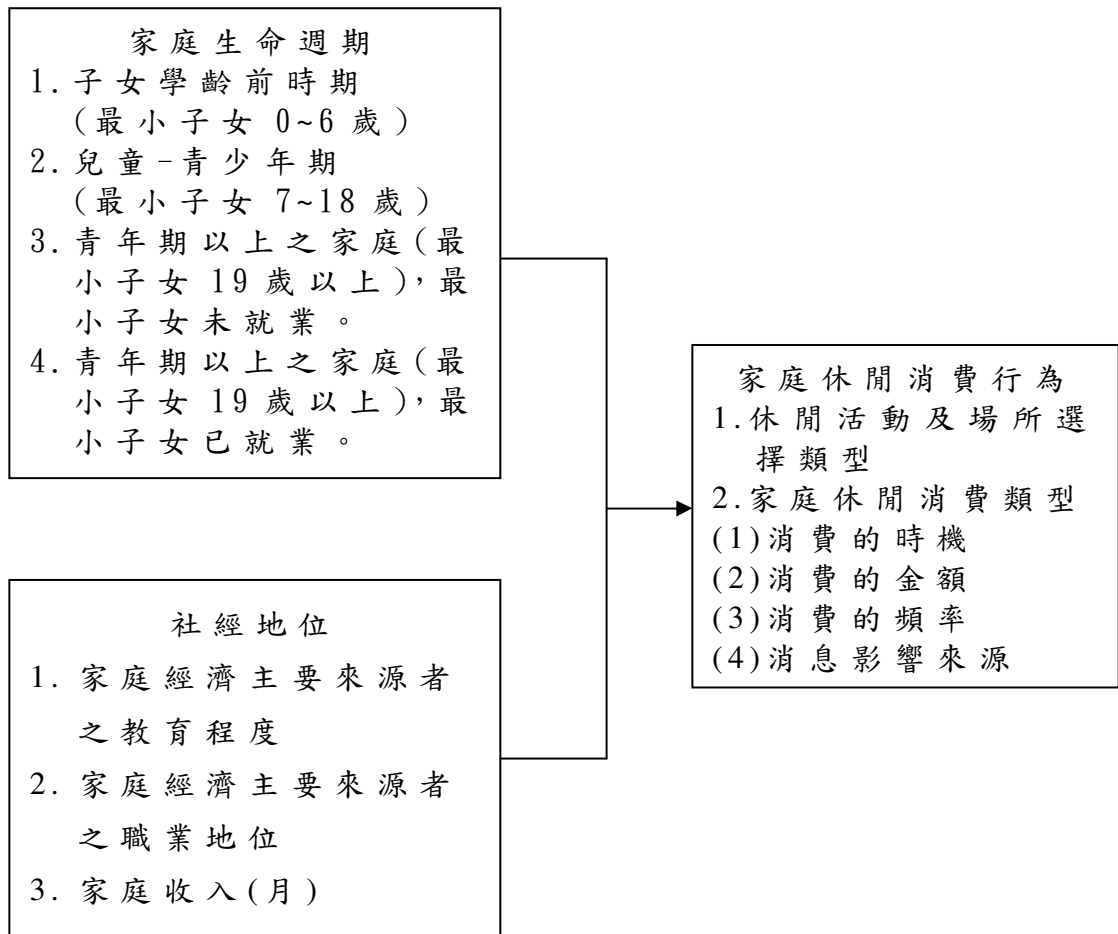 家庭生命週期
1. 子女學齡前時期
(最小子女 0~6 歲)
2. 兒童-青少年期
(最小子女 7~18 歲)
3. 青年期以上之家庭(最
小子女 19 歲以上),最
小子女未就業。
4. 青年期以上之家庭(最
小子女 19 歲以上),最
小子女已就業。
社經地位
1. 家庭經濟主要來源者
之教育程度
2. 家庭經濟主要來源者
之職業地位
3. 家庭收入(月)
家庭休閒消費行為
1.休閒活動及場所選
擇類型
2.家庭休閒消費類型
(1)消費的時機
(2)消費的金額
(3)消費的頻率
(4)消息影響來源